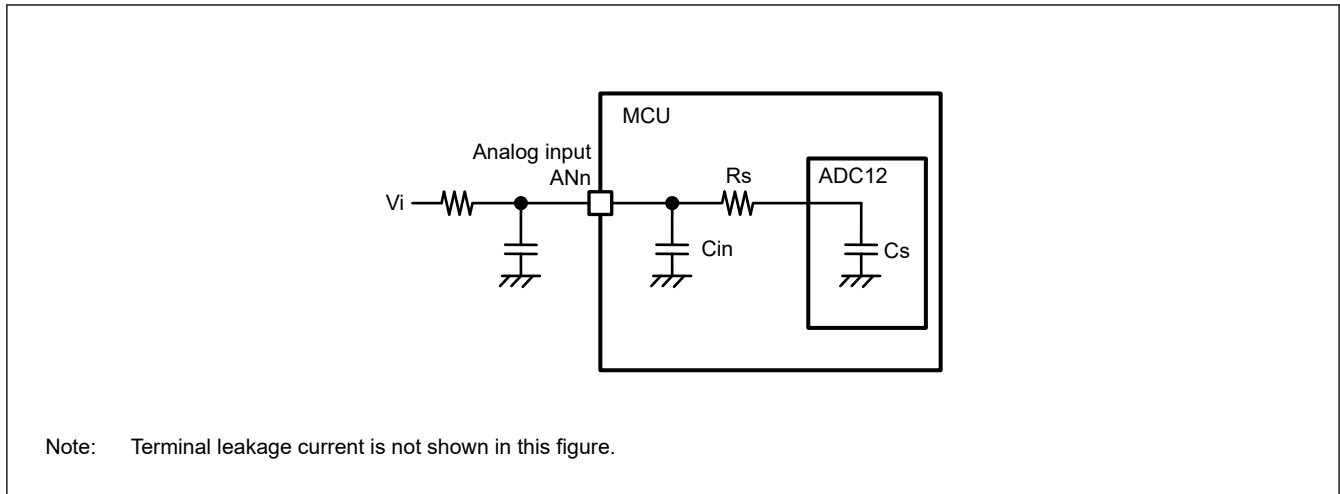 MCU
Analog input
ANn
Rs
ADC12
Vi
Cin
Cs
Note: Terminal leakage current is not shown in this figure.